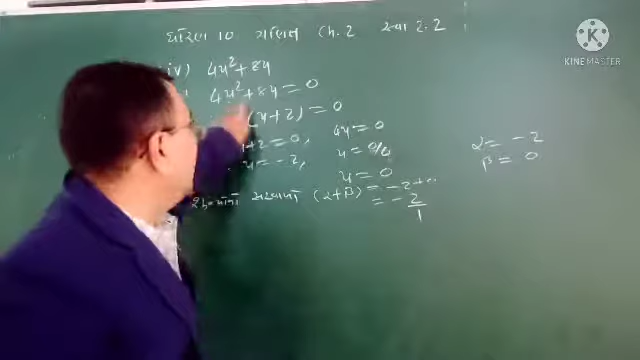 ધોરણ 10 ગણિત Ch.2 સ્વા 2.2
iv) 4u²+8u
4u²+8u = 0
(u+2) = 0
+2=0, 4u=0
u=-2, u=0/4
u=0
α = -2
β = 0
(α+β) = -2+0
= -2/1
KINEMASTER